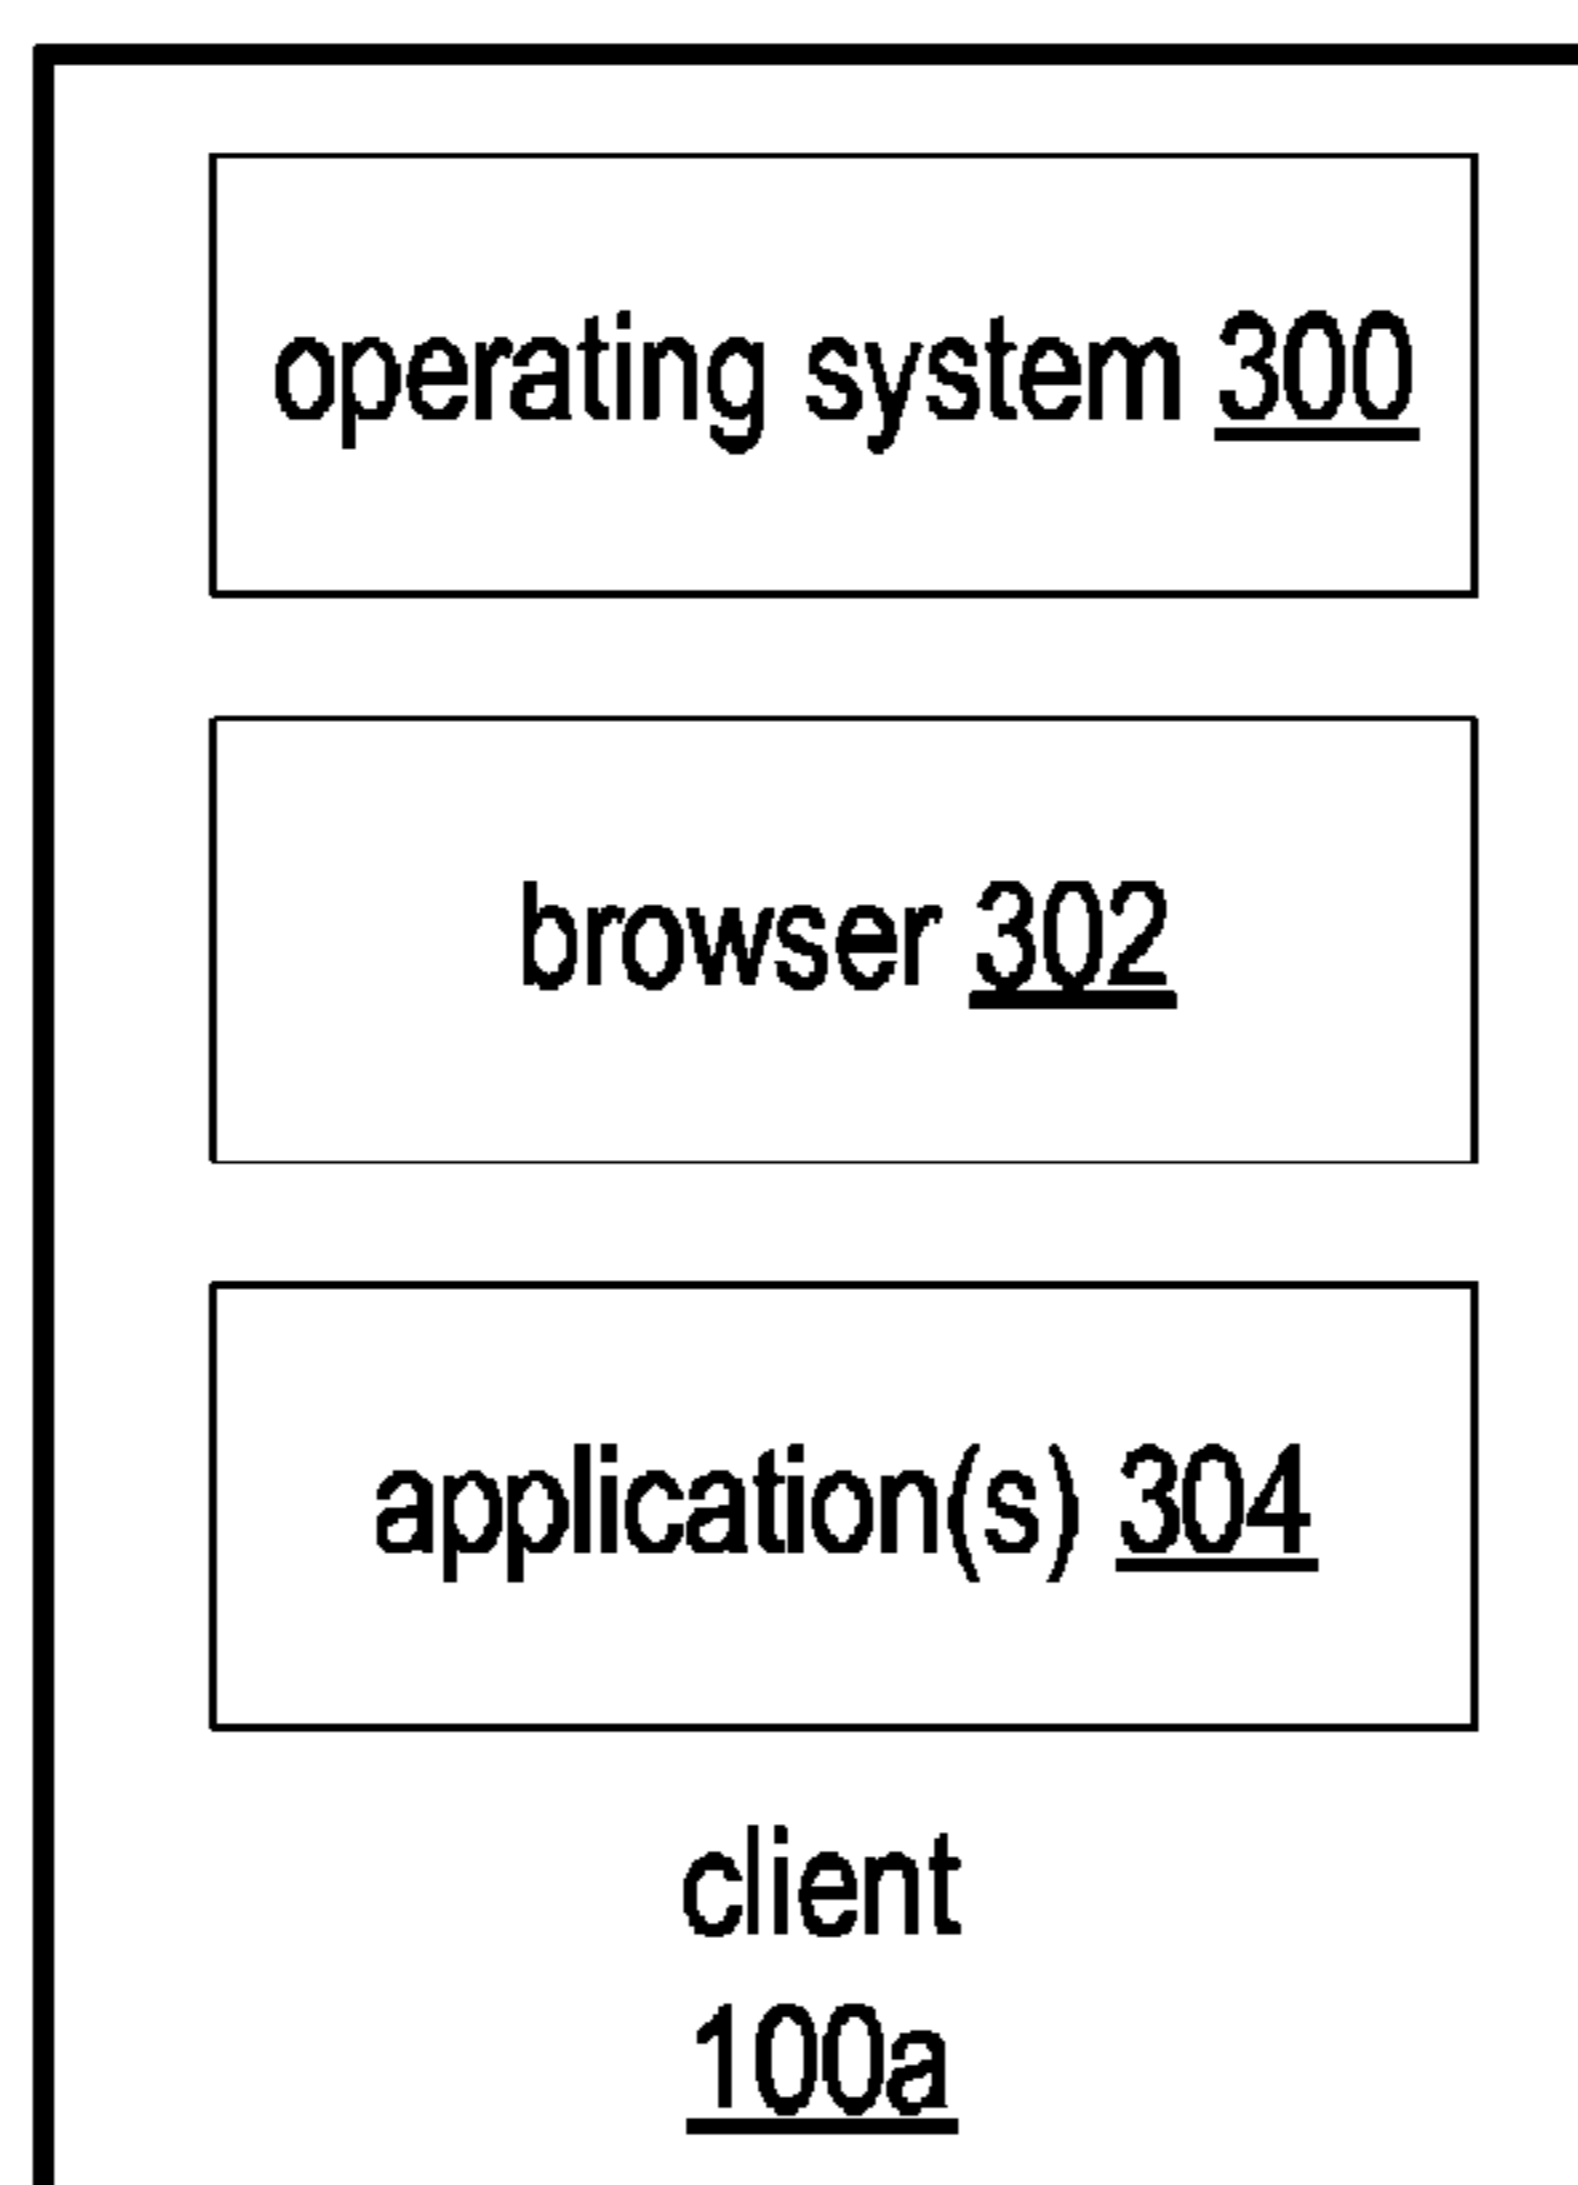 operating system 300
browser 302
application(s) 304
client
100a